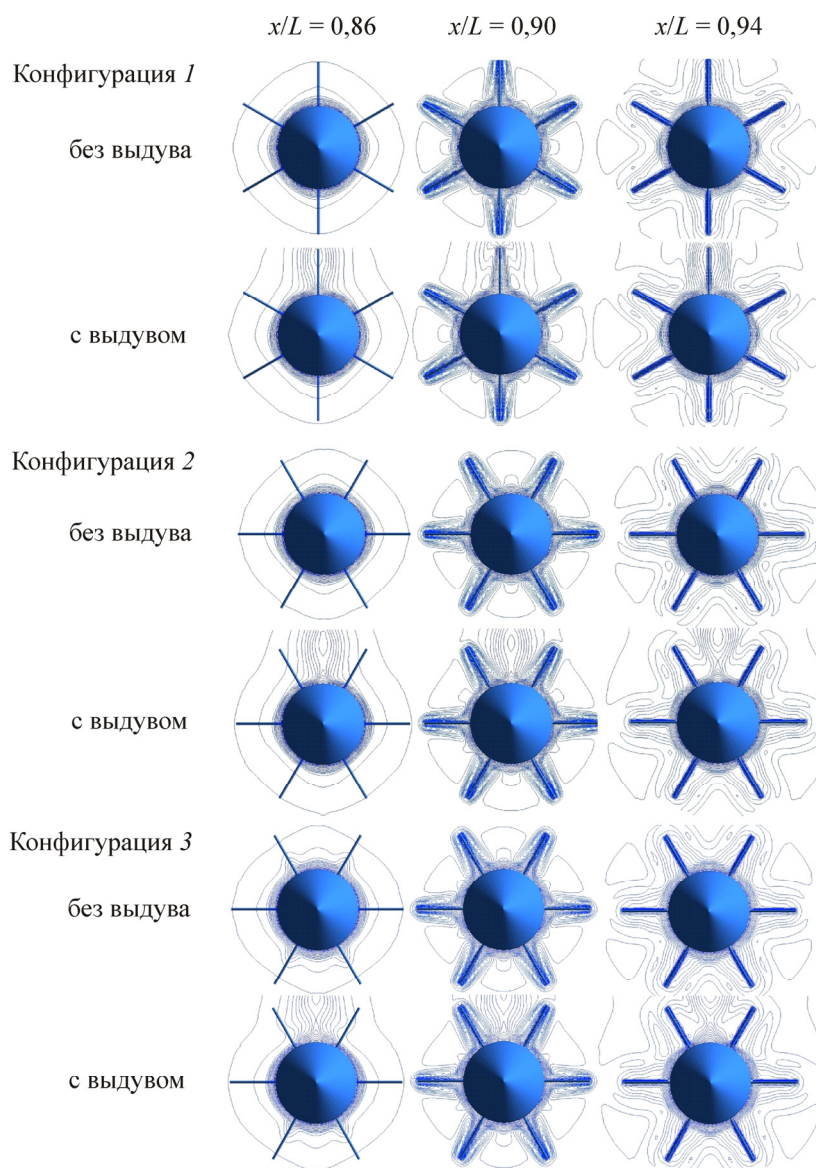 x/L = 0,86 x/L = 0,90 x/L = 0,94
Конфигурация 1
без выдува
с выдувом
Конфигурация 2
без выдува
с выдувом
Конфигурация 3
без выдува
с выдувом